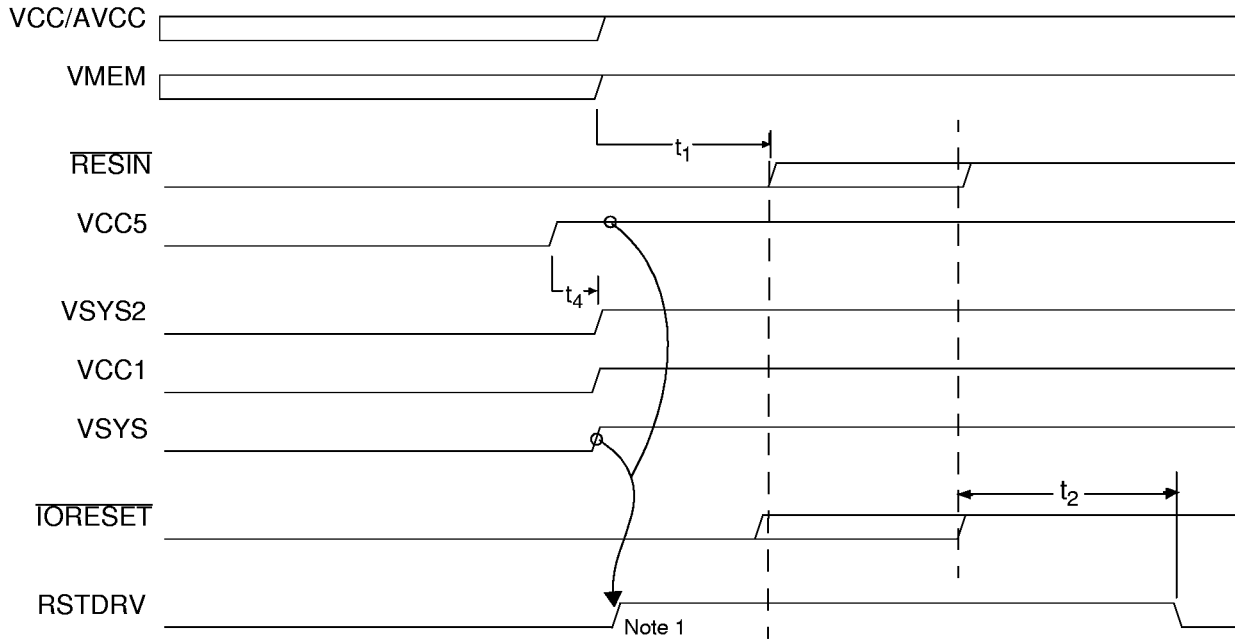 VCC/AVCC
VMEM
t1
RESIN
VCC5
t4
VSYS2
VCC1
VSYS
t2
IORESET
RSTDRV
Note 1